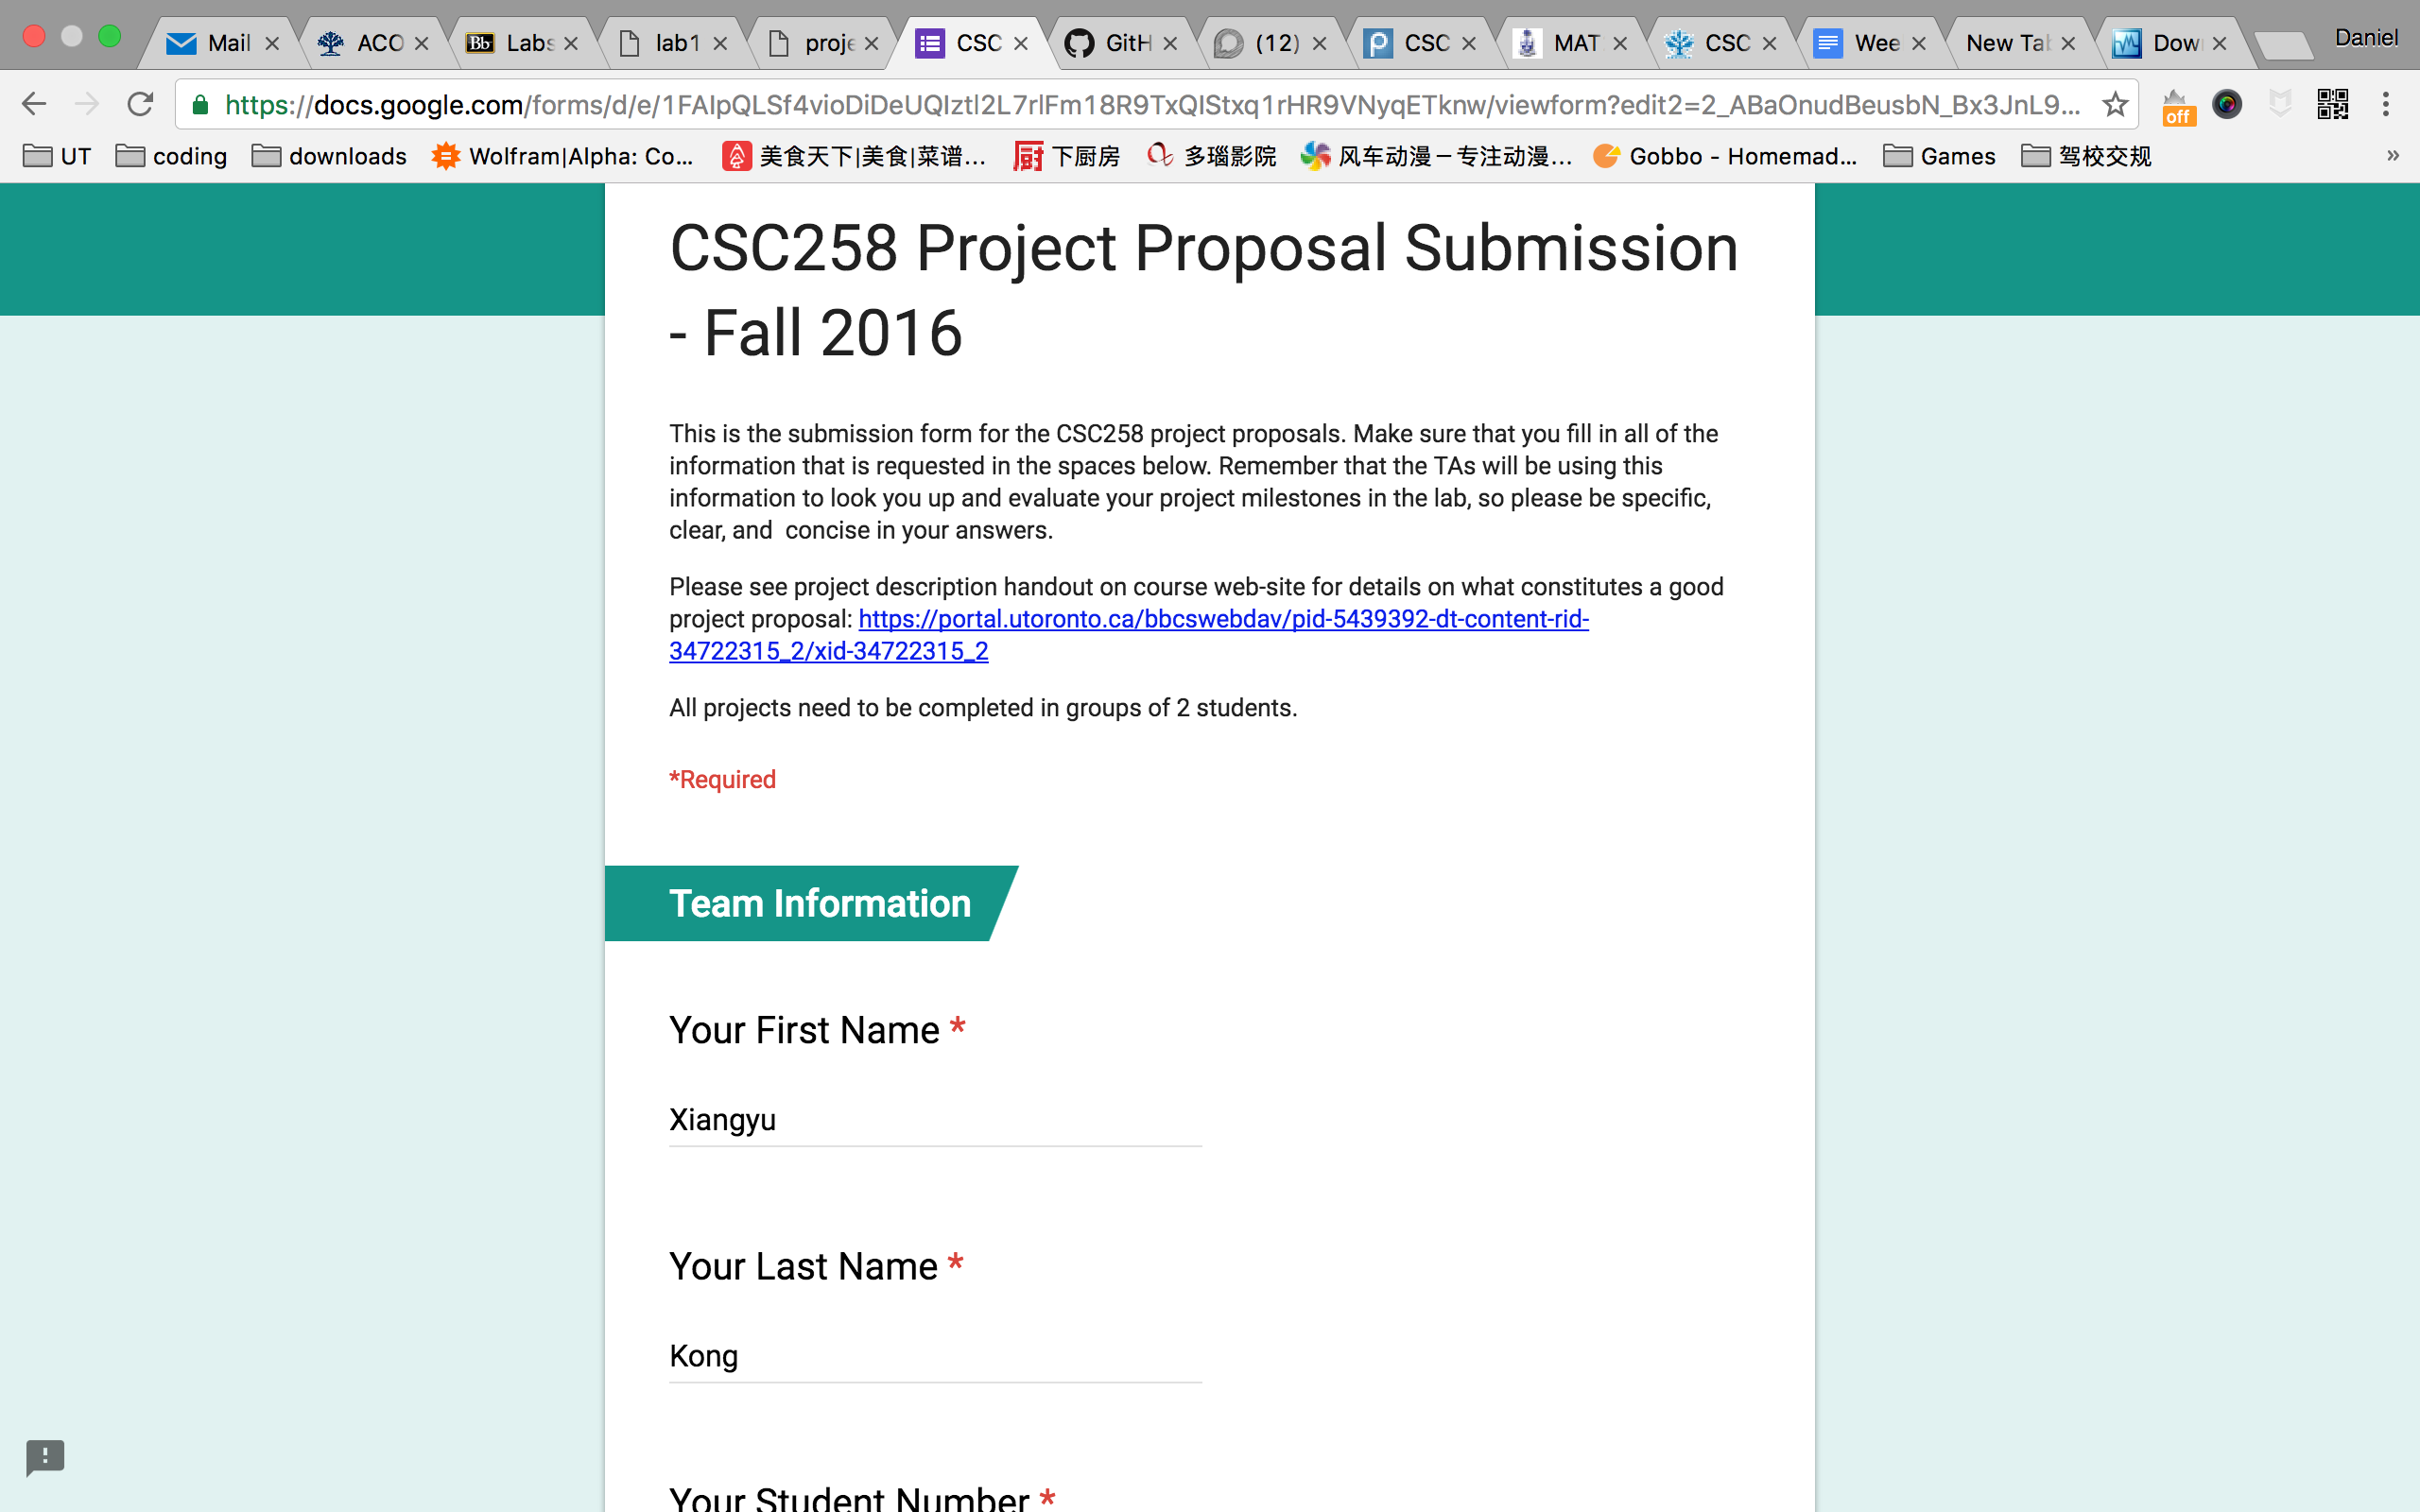 Mail
ACO
Bb Labs
lab1
proje
CSC
GitH
(12)
CSC
MAT
CSC
Wee
New Tab
Dow
Daniel
https://docs.google.com/forms/d/e/1FAIpQLSf4vioDiDeUQIztl2L7rlFm18R9TxQIStxq1rHR9VNyqETknw/viewform?edit2=2_ABaOnudBeusbN_Bx3JnL9...
off
UT
coding
downloads
Wolfram|Alpha: Co...
美食天下|美食|菜谱...
厨 下厨房
多瑙影院
风车动漫－专注动漫...
Gobbo - Homemad...
Games
驾校交规
»
CSC258 Project Proposal Submission
- Fall 2016
This is the submission form for the CSC258 project proposals. Make sure that you fill in all of the
information that is requested in the spaces below. Remember that the TAs will be using this
information to look you up and evaluate your project milestones in the lab, so please be specific,
clear, and  concise in your answers.
Please see project description handout on course web-site for details on what constitutes a good
project proposal: https://portal.utoronto.ca/bbcswebdav/pid-5439392-dt-content-rid-
34722315_2/xid-34722315_2
All projects need to be completed in groups of 2 students.
*Required
Team Information
Your First Name *
Xiangyu
Your Last Name *
Kong
Your Student Number *